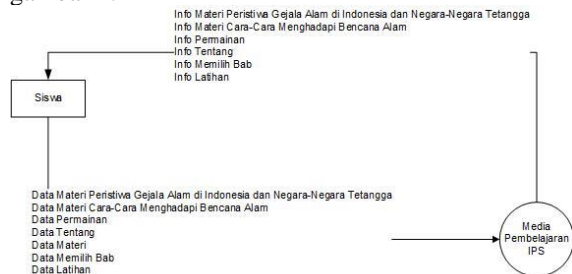 Info Materi Peristiwa Gejala Alam di Indonesia dan Negara-Negara Tetangga
Info Materi Cara-Cara Menghadapi Bencana Alam
Info Permainan
Info Tentang
Info Memilih Bab
Info Latihan
Siswa
Data Materi Peristiwa Gejala Alam di Indonesia dan Negara-Negara Tetangga
Data Materi Cara-Cara Menghadapi Bencana Alam
Data Permainan
Data Tentang
Data Materi
Data Memilih Bab
Data Latihan
Media
Pembelajaran
IPS